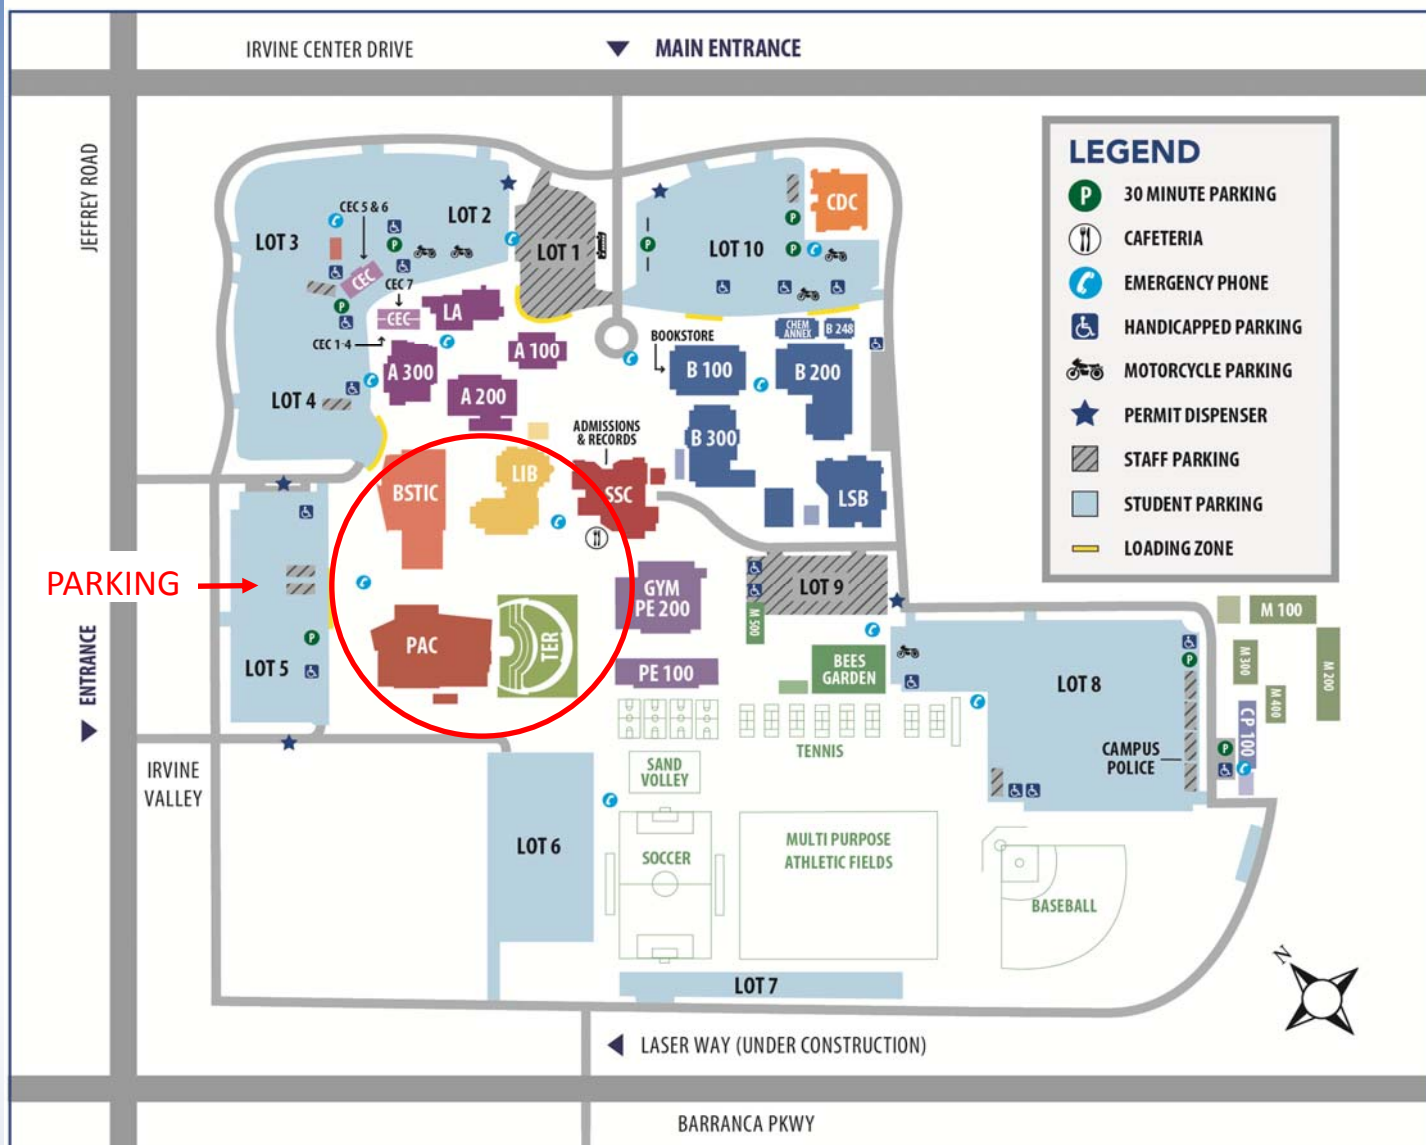 IRVINE CENTER DRIVE
MAIN ENTRANCE
JEFFREY ROAD
LEGEND
P 30 MINUTE PARKING
CAFETERIA
EMERGENCY PHONE
HANDICAPPED PARKING
MOTORCYCLE PARKING
PERMIT DISPENSER
STAFF PARKING
STUDENT PARKING
LOADING ZONE
CEC 5 & 6
LOT 2
LOT 3
P
CEC
CEC 7
P
CEC
LA
CEC 1-4
LOT 1
P
LOT 10
P
P
CDC
CHEM
ANNEX
B 248
BOOKSTORE
A 100
A 300
A 200
B 100
B 200
B 300
LOT 4
ADMISSIONS
& RECORDS
BSTIC
LIB
SSC
LSB
PARKING
ENTRANCE
LOT 5
P
PAC
TER
GYM
PE 200
PE 100
M 500
LOT 9
BEES
GARDEN
LOT 8
P
M 100
M 300
M 200
M 400
CP 100
P
CAMPUS
POLICE
TENNIS
SAND
VOLLEY
IRVINE
VALLEY
LOT 6
SOCCER
MULTI PURPOSE
ATHLETIC FIELDS
BASEBALL
LOT 7
N
LASER WAY (UNDER CONSTRUCTION)
BARRANCA PKWY